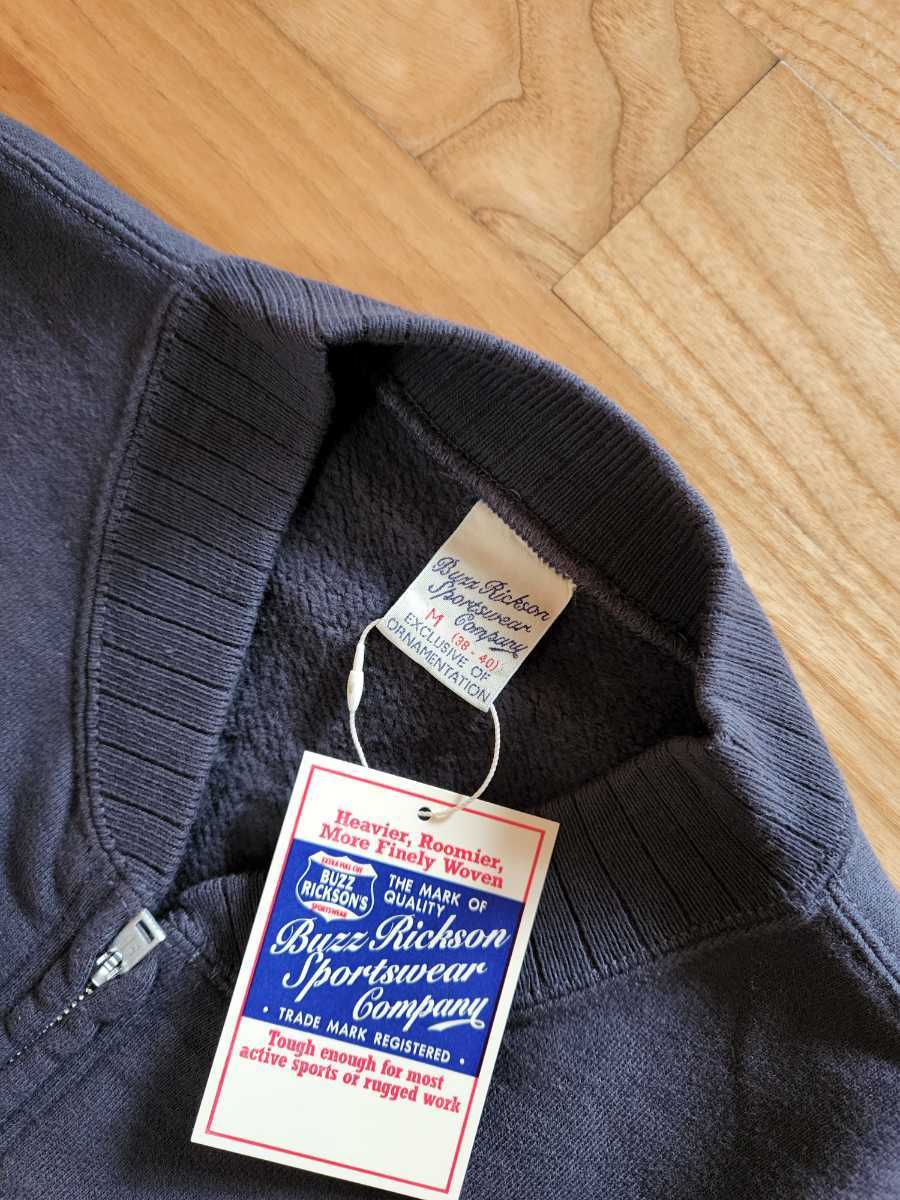 Buzz Rickson
Sportswear
Company
M (38 - 40)
EXCLUSIVE OF
ORNAMENTATION
Heavier, Roomier,
More Finely Woven
EXTRA FULL CUT
BUZZ
RICKSON'S
SPORTSWEAR
THE MARK OF
QUALITY
Buzz Rickson
Sportswear
Company
• TRADE MARK REGISTERED •
Tough enough for most
active sports or rugged work